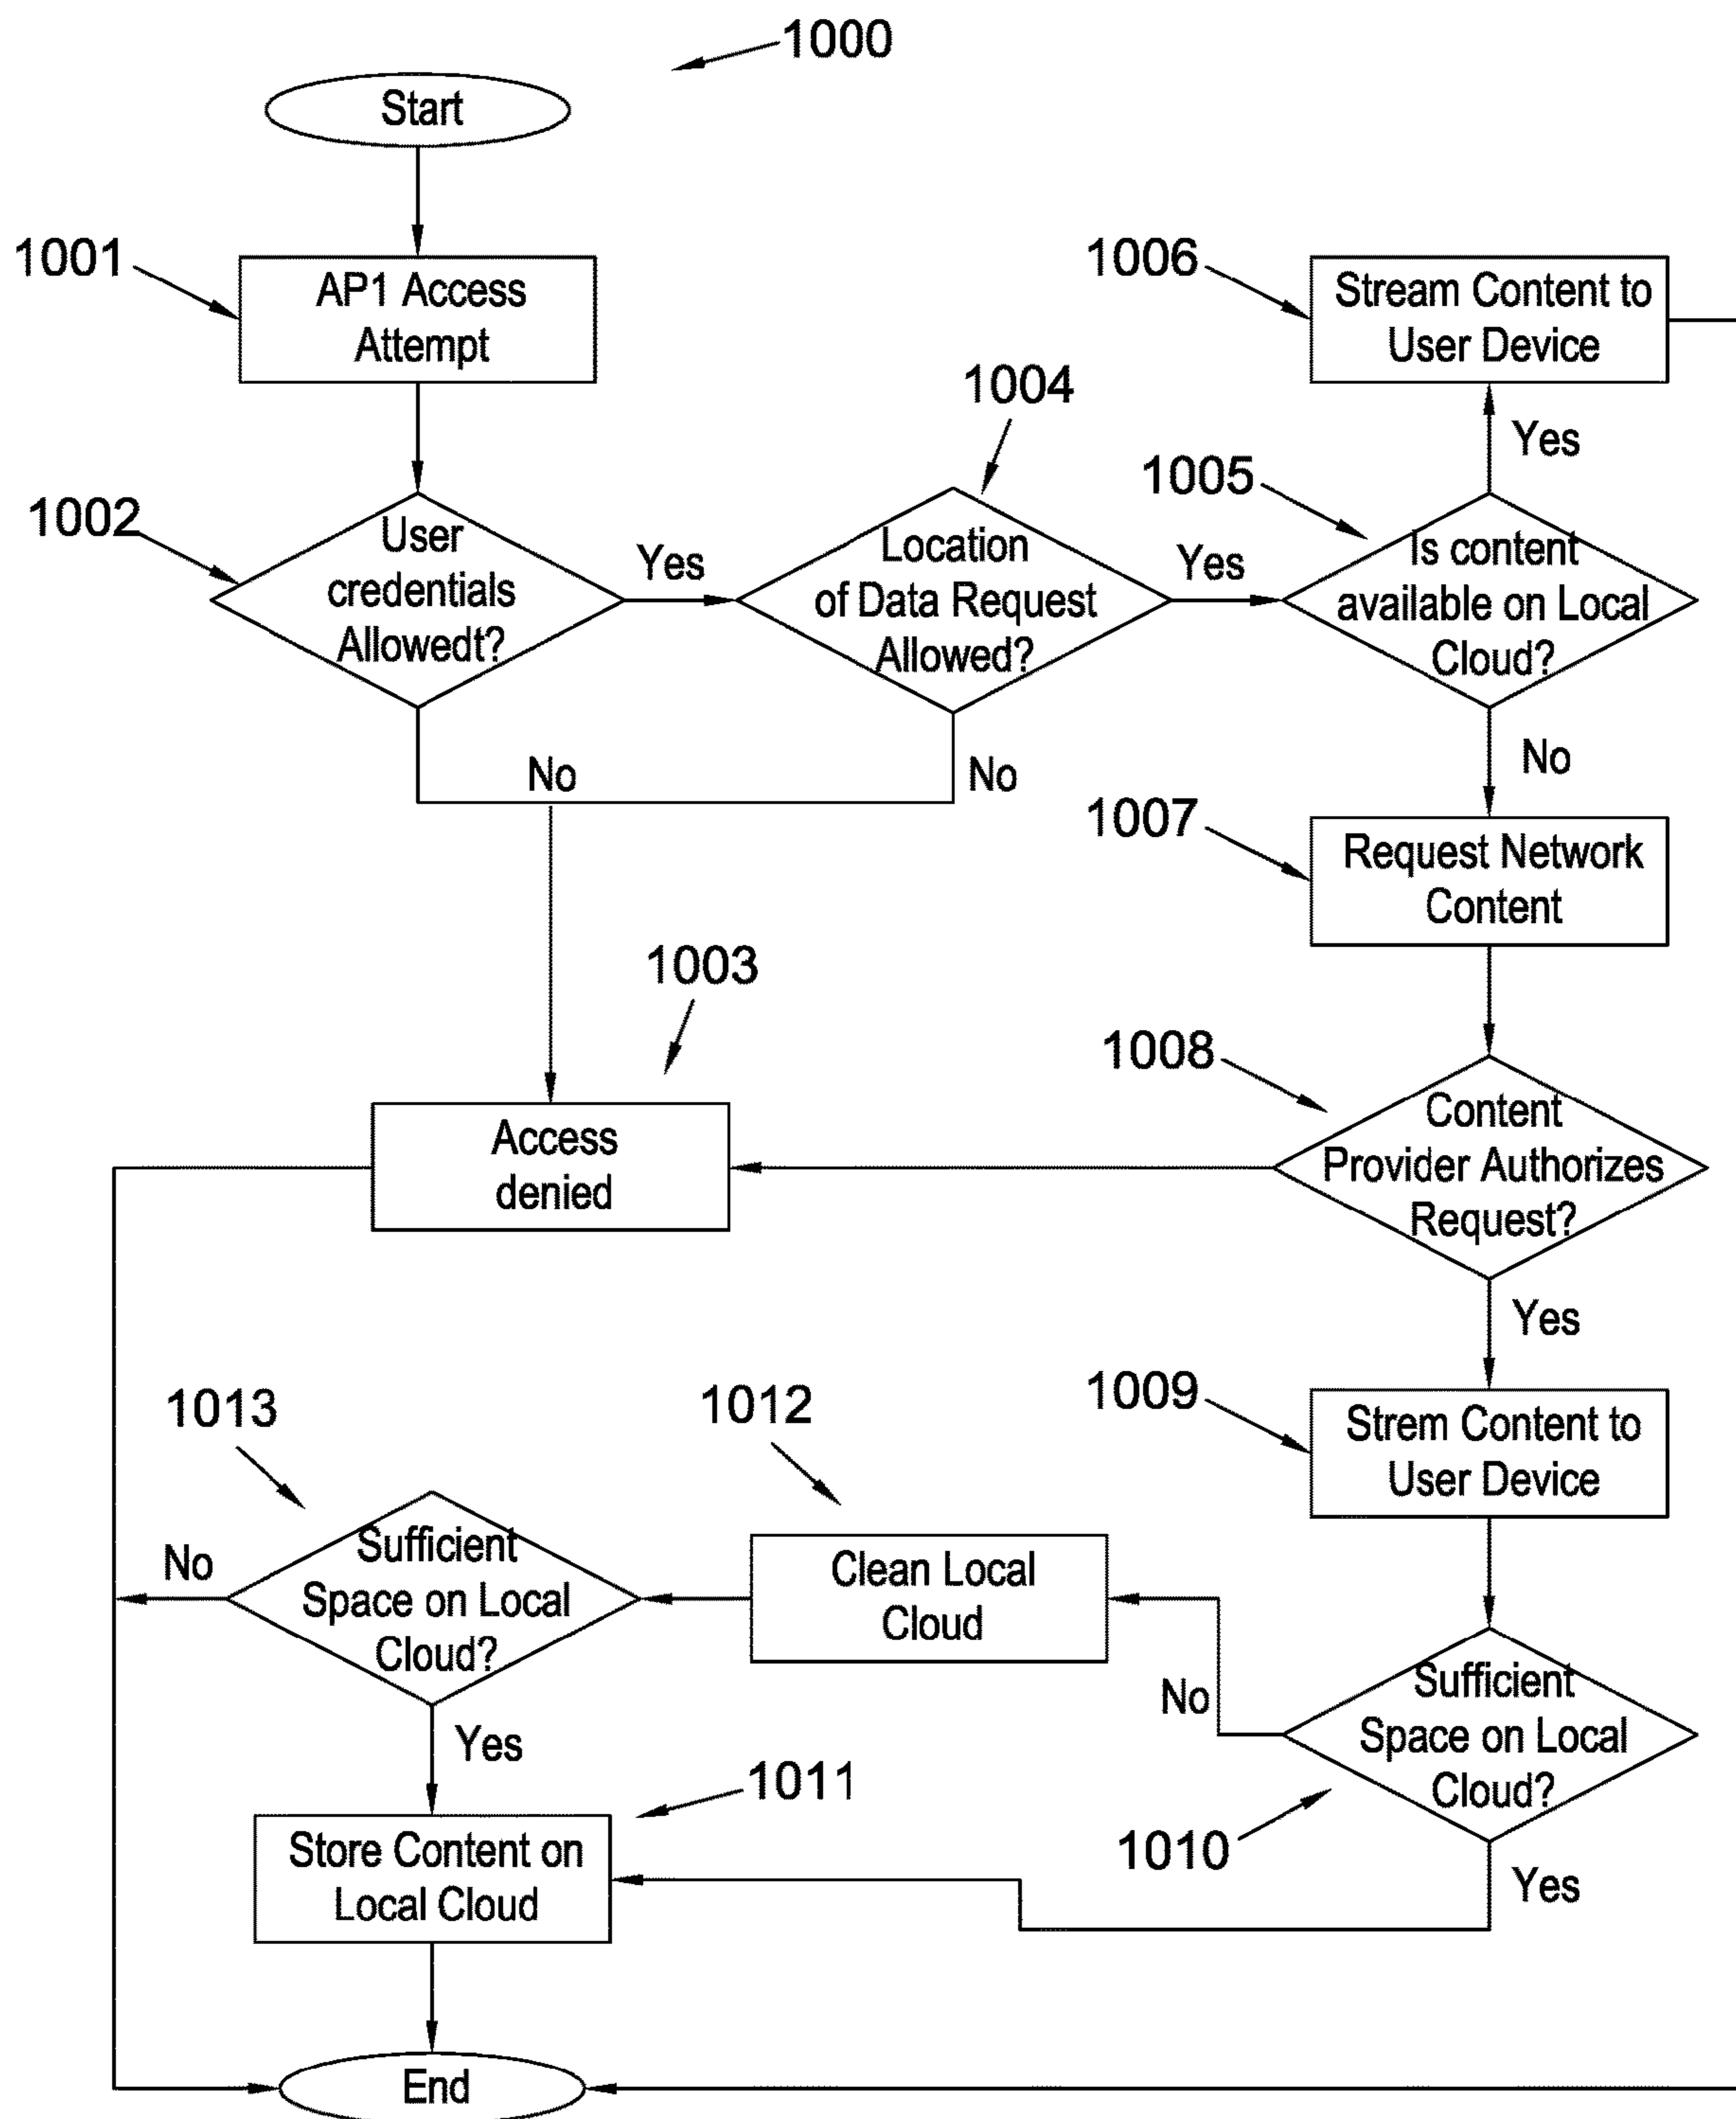 1000
Start
1001
AP1 Access
Attempt
1006
Stream Content to
User Device
1004
Yes
1005
1002
User
credentials
Allowedt?
Yes
Location
of Data Request
Allowed?
Yes
Is content
available on Local
Cloud?
No
No
No
1007
Request Network
Content
1003
1008
Access
denied
Content
Provider Authorizes
Request?
Yes
1013
1012
1009
Strem Content to
User Device
No
Sufficient
Space on Local
Cloud?
Clean Local
Cloud
No
Sufficient
Space on Local
Cloud?
Yes
1011
1010
Store Content on
Local Cloud
Yes
End